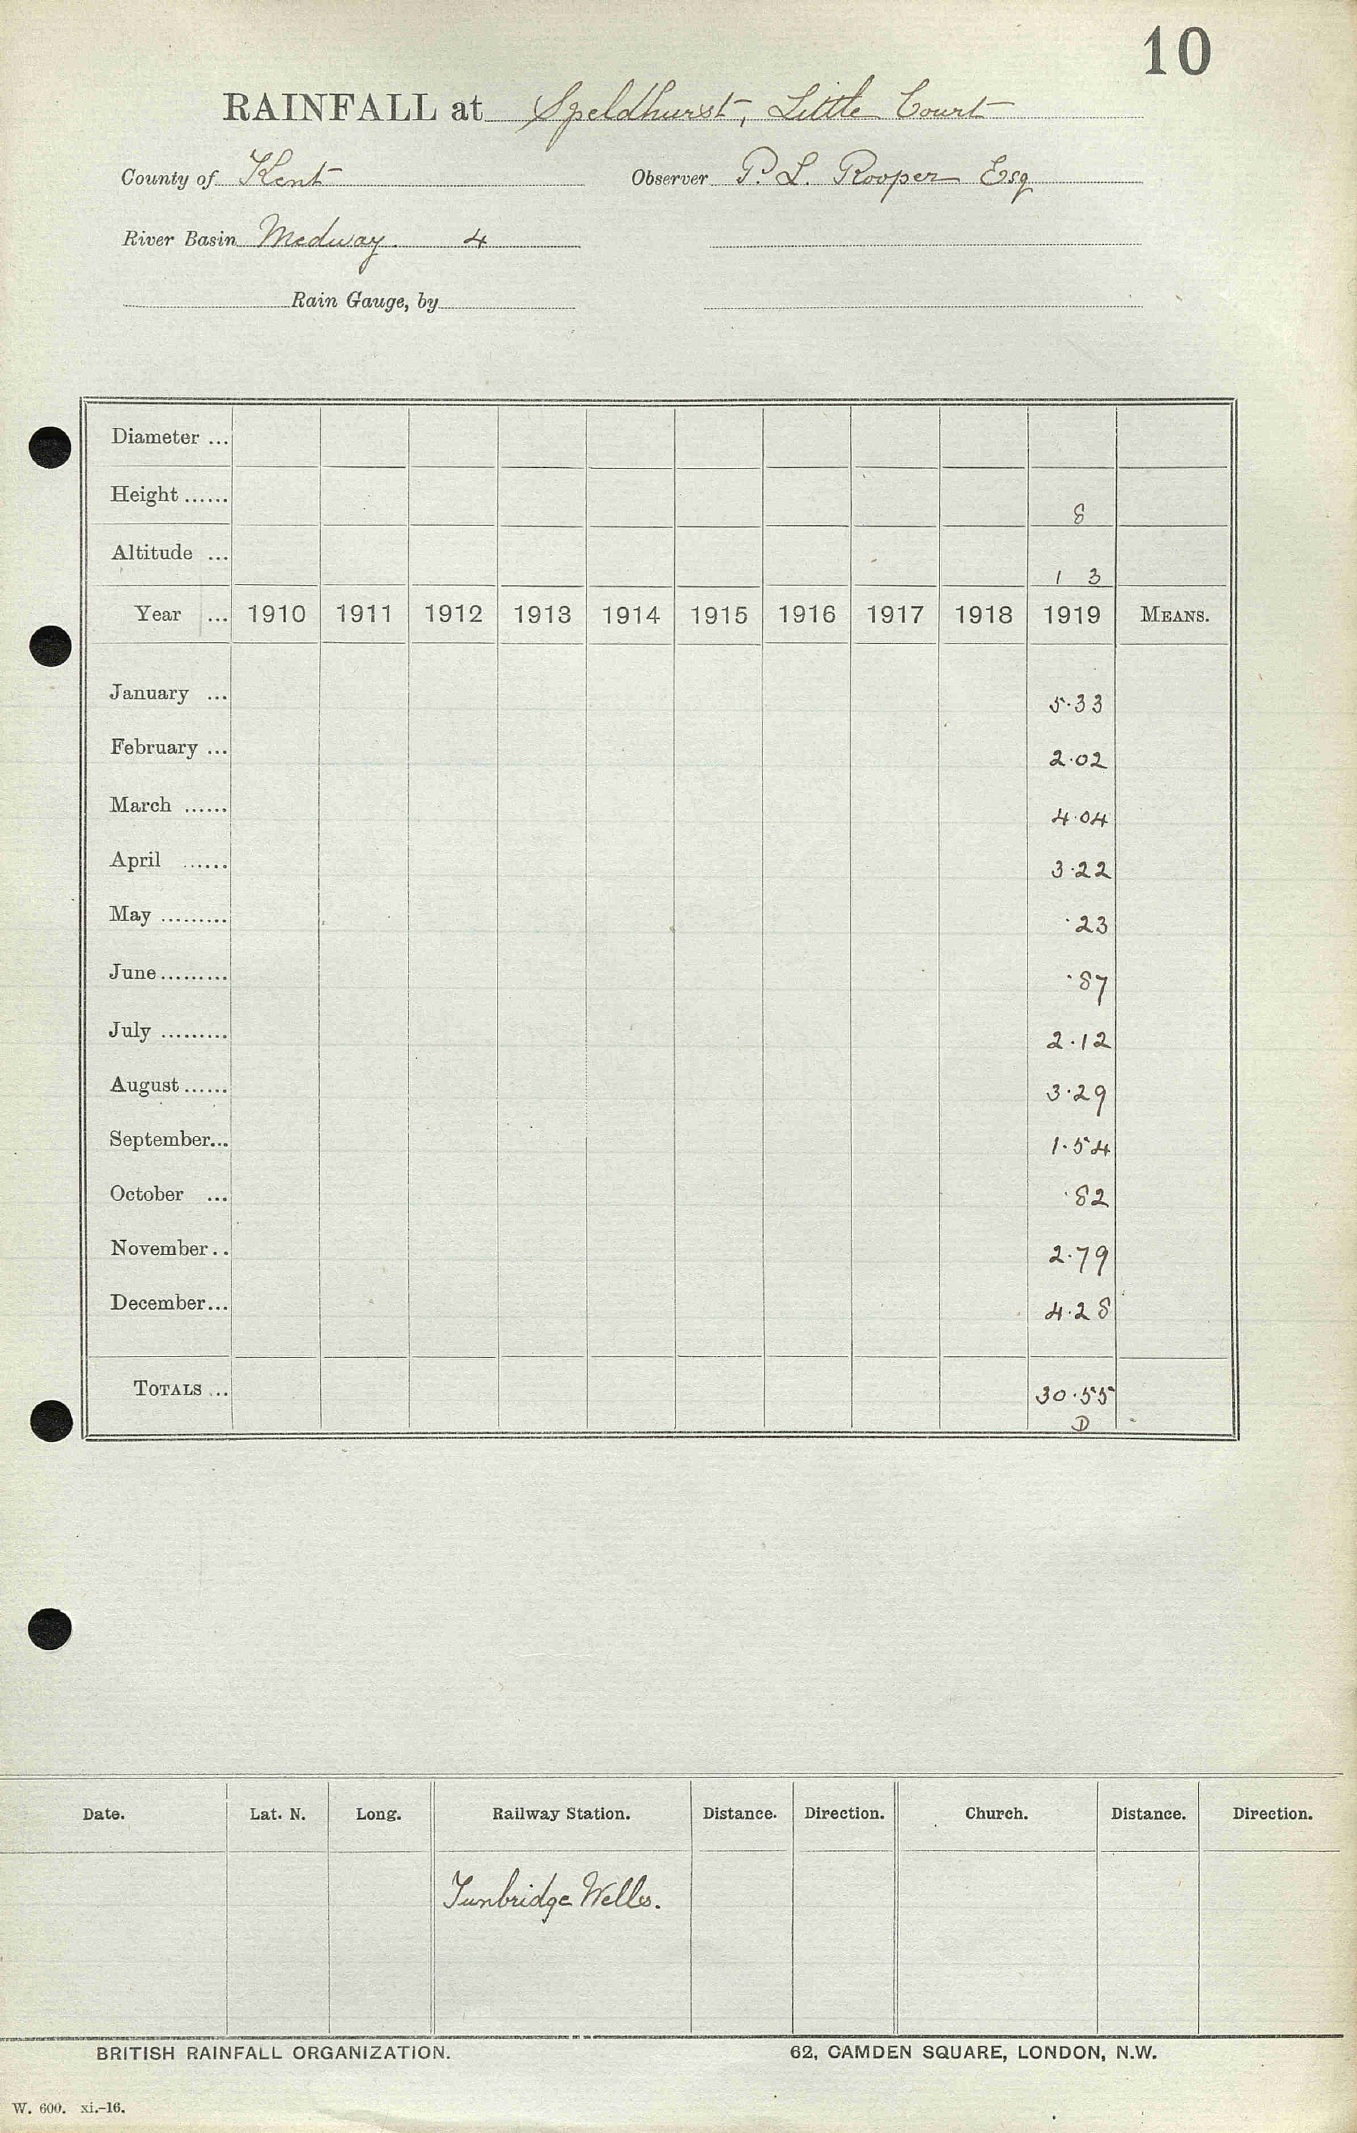 10
RAINFALL at Speldhurst, Little Court
County of Kent Observer P. L. Rooper Esq
River Basin Medway. 4
Rain Gauge, by
Diameter ...
Height ...... 8
Altitude ... 1 3
Year ... 1910 1911 1912 1913 1914 1915 1916 1917 1918 1919 MEANS.
January ... 5.33
February ... 2.02
March ...... 4.04
April ...... 3.22
May ......... .23
June ......... .87
July ......... 2.12
August ...... 3.29
September... 1.54
October ... .82
November .. 2.79
December... 4.28
TOTALS ... 30.55
D
Date. Lat. N. Long. Railway Station. Distance. Direction. Church. Distance. Direction.
Tunbridge Wells.
BRITISH RAINFALL ORGANIZATION. 62, CAMDEN SQUARE, LONDON, N.W.
W. 600. xi.-16.